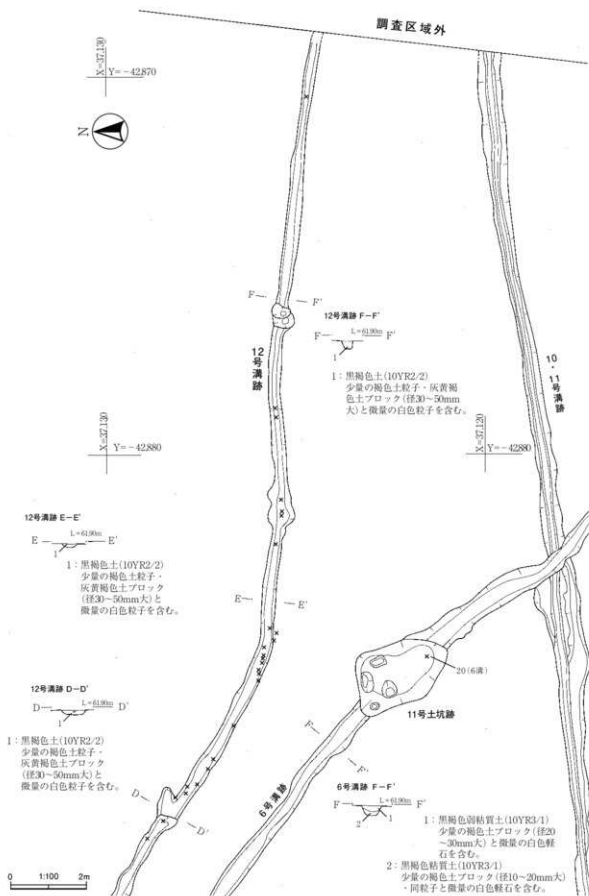 調査区域外
X=37.130
Y=-42.870
N
F
F'
12号溝跡
12号溝跡 F-F'
F
L=61.90m
F'
1
1：黒褐色土(10YR2/2)
少量の褐色土粒子・灰黄褐
色土ブロック(径30〜50mm
大)と微量の白色粒子を含む。
10・11号溝跡
X=37.130
Y=-42.880
X=37.120
Y=-42.880
12号溝跡 E-E'
E
L=61.90m
E'
1
1：黒褐色土(10YR2/2)
少量の褐色土粒子・
灰黄褐色土ブロック
(径30〜50mm大)と
微量の白色粒子を含む。
E
E'
20(6溝)
11号土坑跡
12号溝跡 D-D'
D
L=61.90m
D'
1
1：黒褐色土(10YR2/2)
少量の褐色土粒子・
灰黄褐色土ブロック
(径30〜50mm大)と
微量の白色粒子を含む。
D
D'
F
F'
6号溝跡
6号溝跡 F-F'
F
L=61.90m
F'
2
1
1：黒褐色弱粘質土(10YR3/1)
少量の褐色土ブロック(径20
〜30mm大)と微量の白色軽
石を含む。
2：黒褐色粘質土(10YR3/1)
少量の褐色土ブロック(径10〜20mm大)
・同粒子と微量の白色軽石を含む。
0
1:100
2m